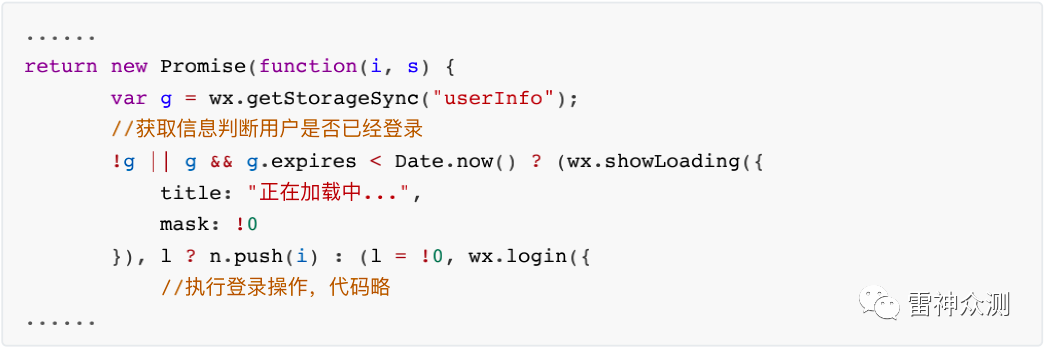 ......
return new Promise(function(i, s) {
var g = wx.getStorageSync("userInfo");
//获取信息判断用户是否已经登录
!g || g && g.expires < Date.now() ? (wx.showLoading({
title: "正在加载中...",
mask: !0
}), l ? n.push(i) : (l = !0, wx.login({
//执行登录操作，代码略
......
雷神众测